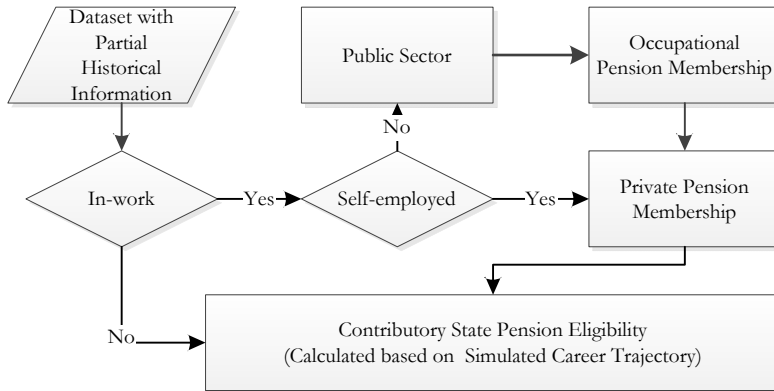 Dataset with
Partial
Historical
Information
Public Sector
Occupational
Pension Membership
No
In-work
Yes
Self-employed
Yes
Private Pension
Membership
No
Contributory State Pension Eligibility
(Calculated based on Simulated Career Trajectory)